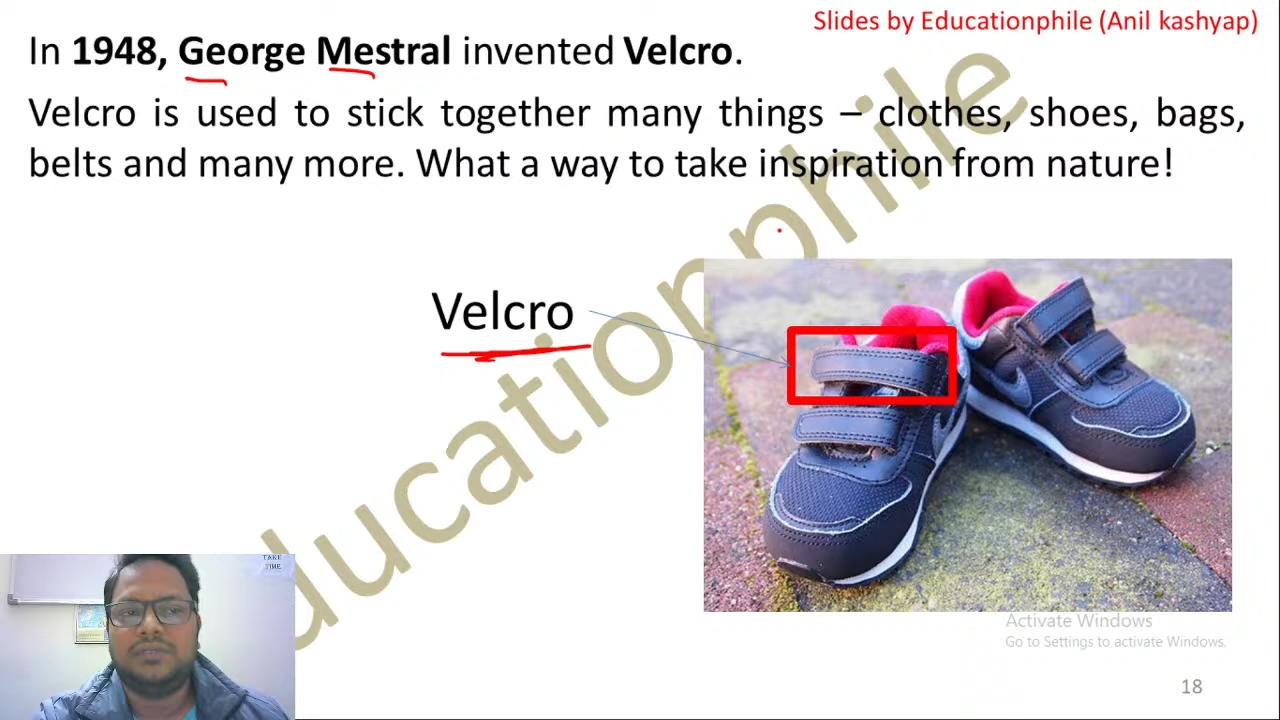 Slides by Educationphile (Anil kashyap)
In 1948, George Mestral invented Velcro.
Velcro is used to stick together many things – clothes, shoes, bags,
belts and many more. What a way to take inspiration from nature!
Velcro
Educationphile
TAKE
TIME
Activate Windows
Go to Settings to activate Windows.
18